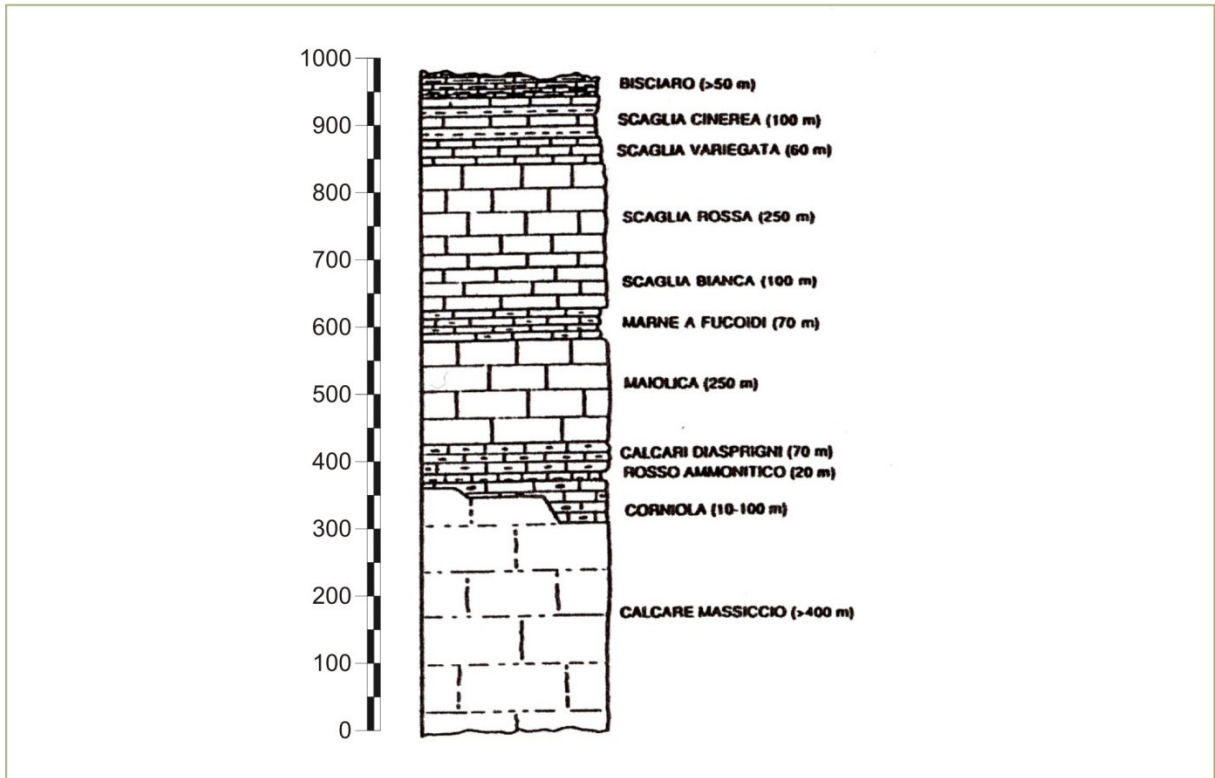 1000
900
800
700
600
500
400
300
200
100
0
BISCIARO (>50 m)
SCAGLIA CINEREA (100 m)
SCAGLIA VARIEGATA (60 m)
SCAGLIA ROSSA (250 m)
SCAGLIA BIANCA (100 m)
MARNE A FUCOIDI (70 m)
MAIOLICA (250 m)
CALCARI DIASPRIGNI (70 m)
ROSSO AMMONITICO (20 m)
CORNIOLA (10-100 m)
CALCARE MASSICCIO (>400 m)